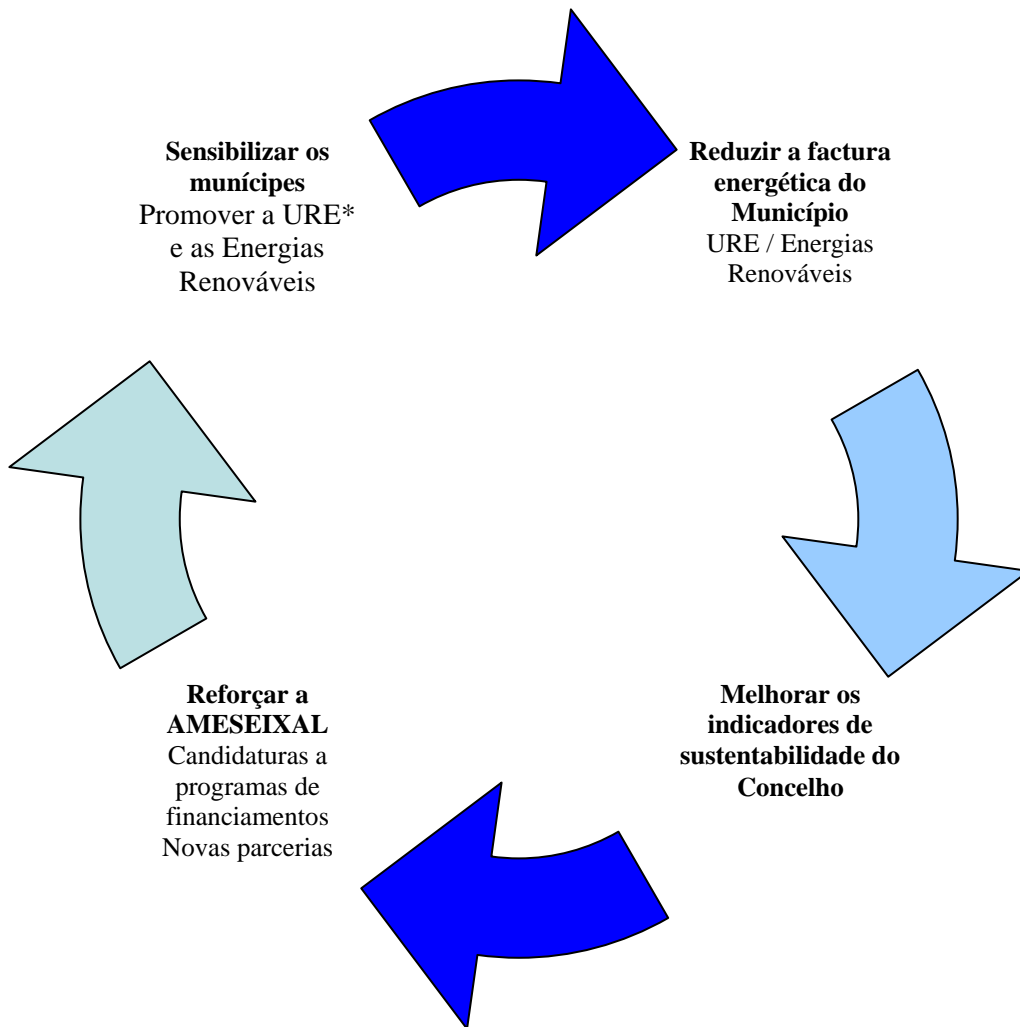 Sensibilizar os
munícipes
Promover a URE*
e as Energias
Renováveis
Reduzir a factura
energética do
Município
URE / Energias
Renováveis
Melhorar os
indicadores de
sustentabilidade do
Concelho
Reforçar a
AMESEIXAL
Candidaturas a
programas de
financiamentos
Novas parcerias